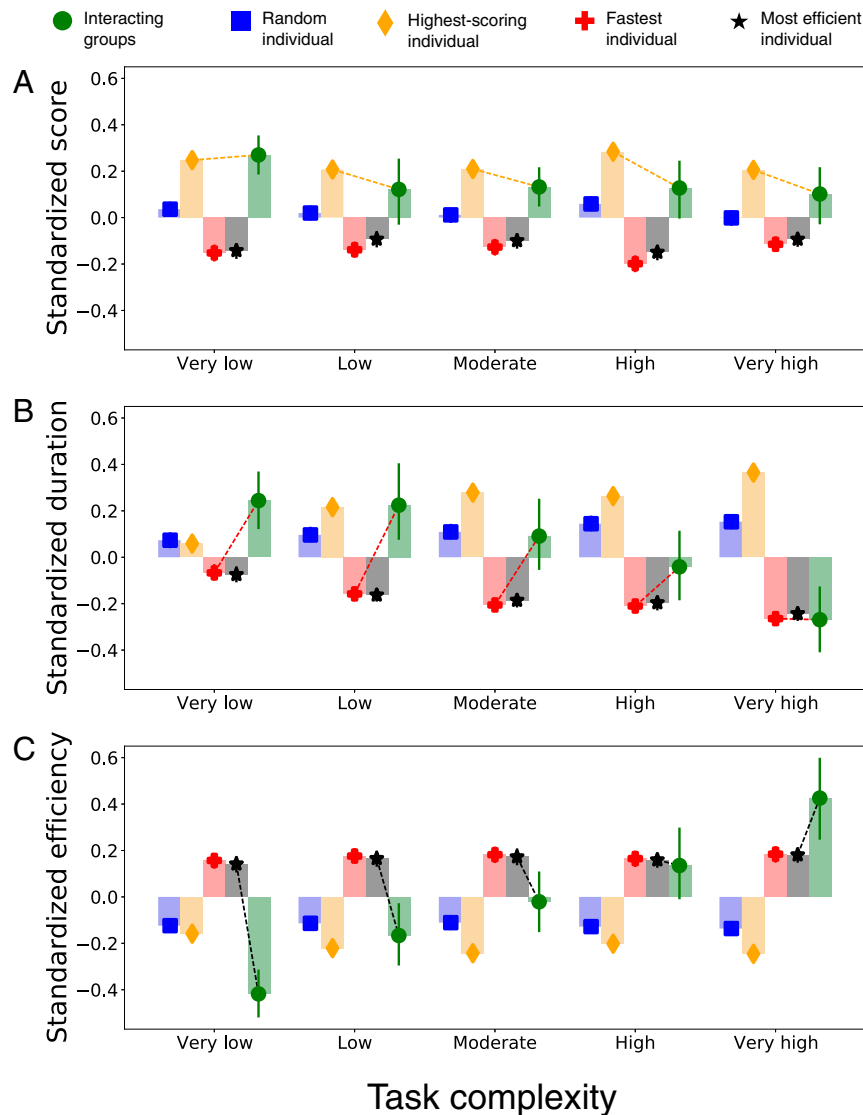 Interacting groups
Random individual
Highest-scoring individual
Fastest individual
Most efficient individual
A
Standardized score
0.6
0.4
0.2
0.0
−0.2
−0.4
Very low Low Moderate High Very high
B
Standardized duration
0.6
0.4
0.2
0.0
−0.2
−0.4
Very low Low Moderate High Very high
C
Standardized efficiency
0.6
0.4
0.2
0.0
−0.2
−0.4
Very low Low Moderate High Very high
Task complexity